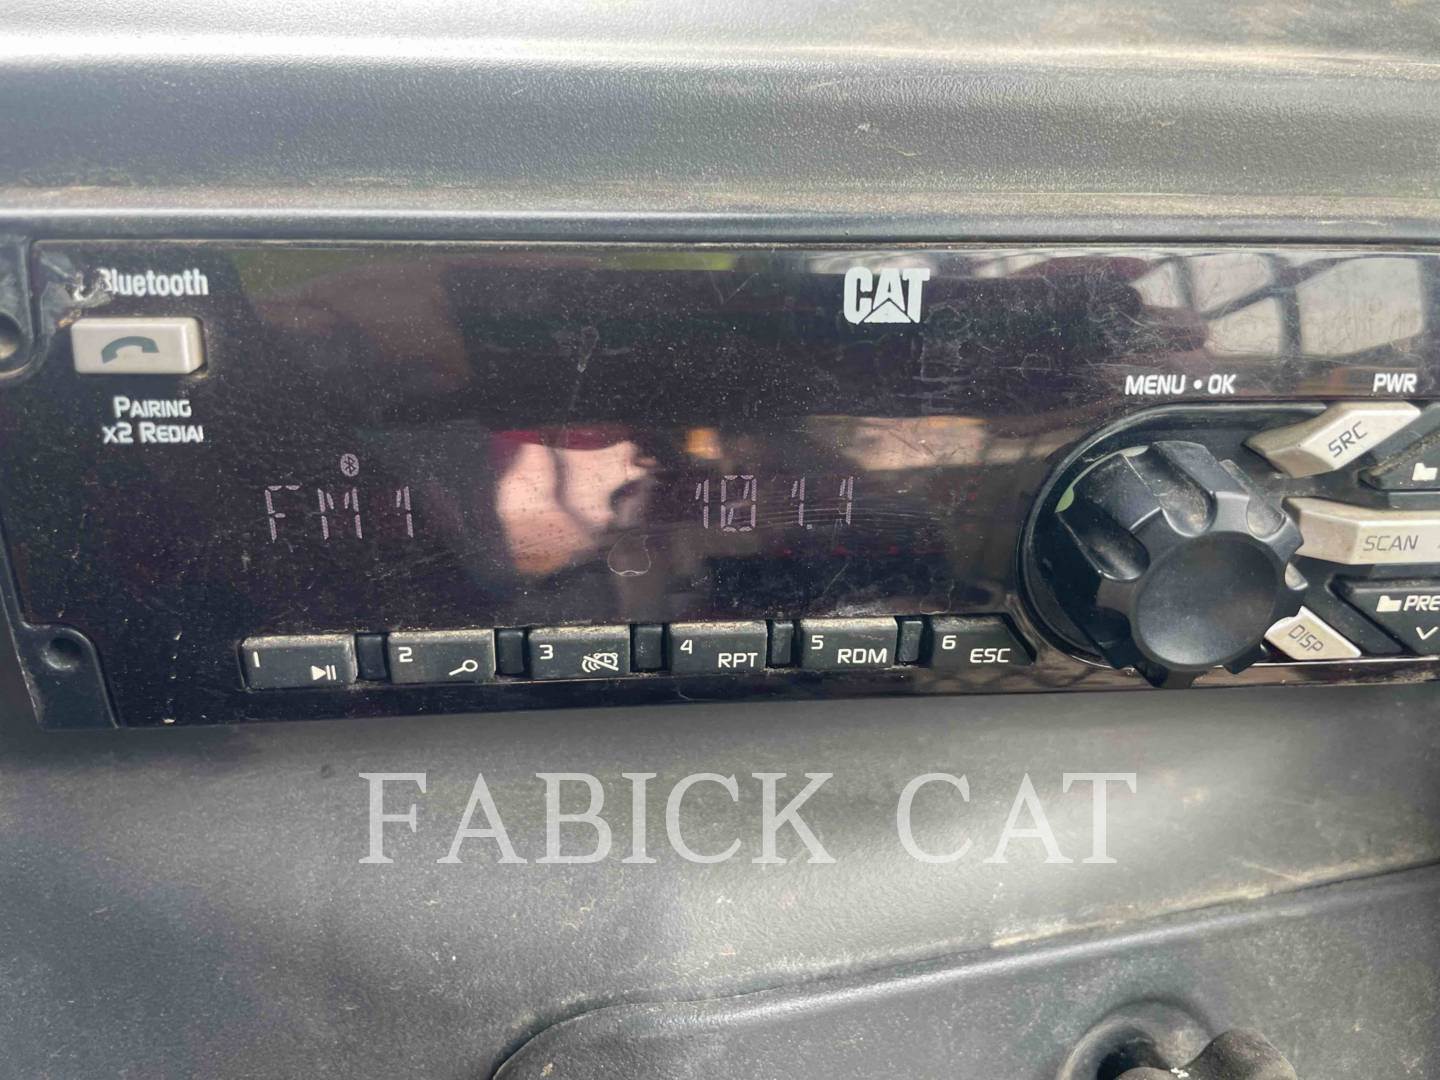 Bluetooth
CAT
MENU • OK
PWR
PAIRING
x2 REDIAL
SRC
FM1
101.1
SCAN
PRE
DISP
1
2
3
4 RPT
5 RDM
6 ESC
FABICK CAT